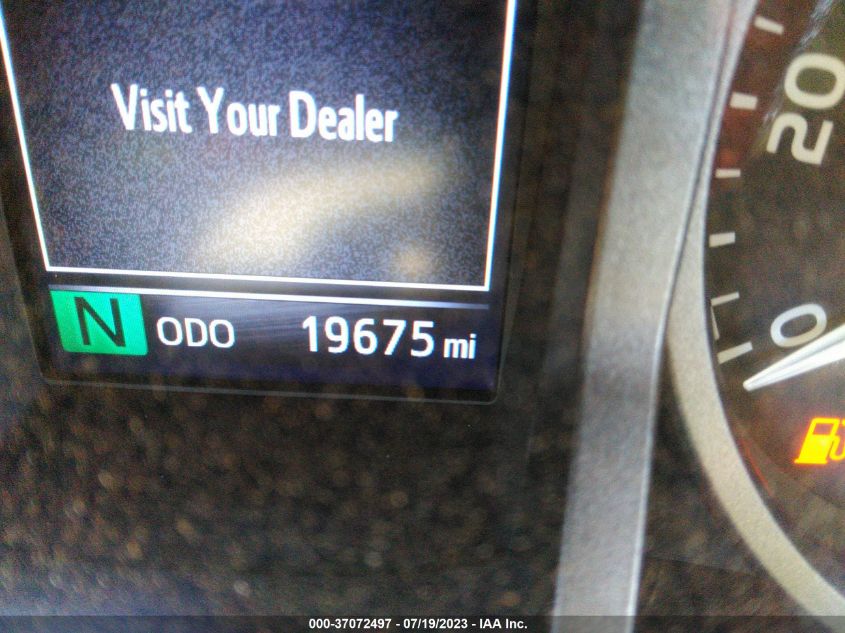 Visit Your Dealer
N ODO 19675 mi
20
0
000-37072497 - 07/19/2023 - IAA Inc.